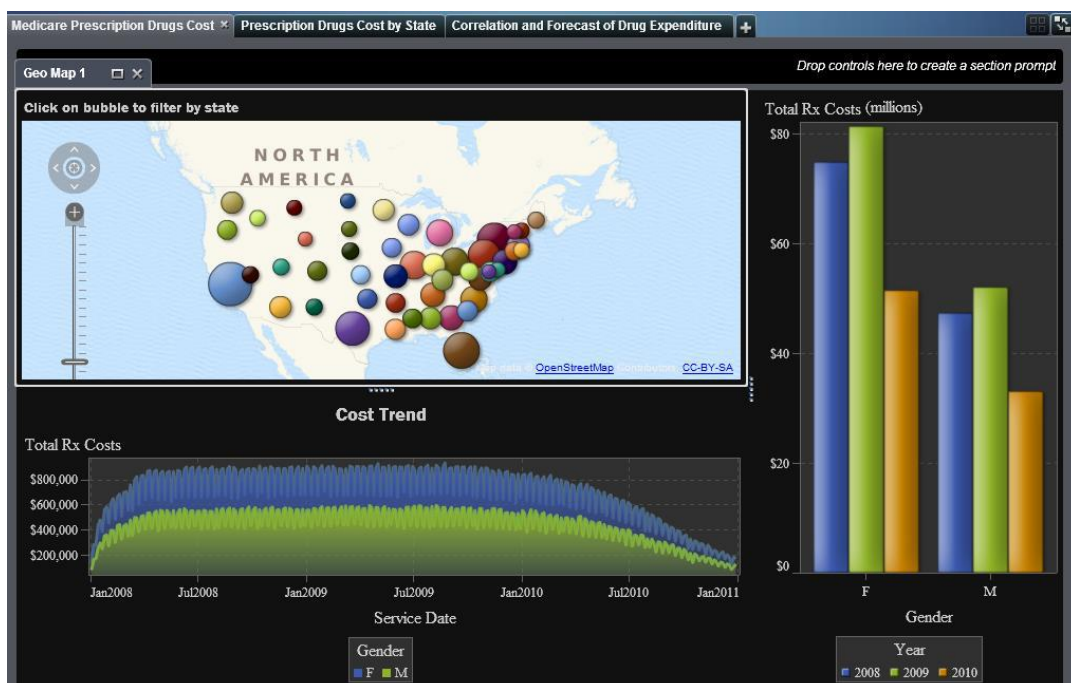 Medicare Prescription Drugs Cost × Prescription Drugs Cost by State Correlation and Forecast of Drug Expenditure +
Drop controls here to create a section prompt
Geo Map 1
Click on bubble to filter by state
NORTH
AMERICA
OpenStreetMap CC-BY-SA
Total Rx Costs (millions)
$80
$60
$40
$20
$0
F M
Gender
Year
2008 2009 2010
Cost Trend
Total Rx Costs
$800,000
$600,000
$400,000
$200,000
Jan2008 Jul2008 Jan2009 Jul2009 Jan2010 Jul2010 Jan2011
Service Date
Gender
F M